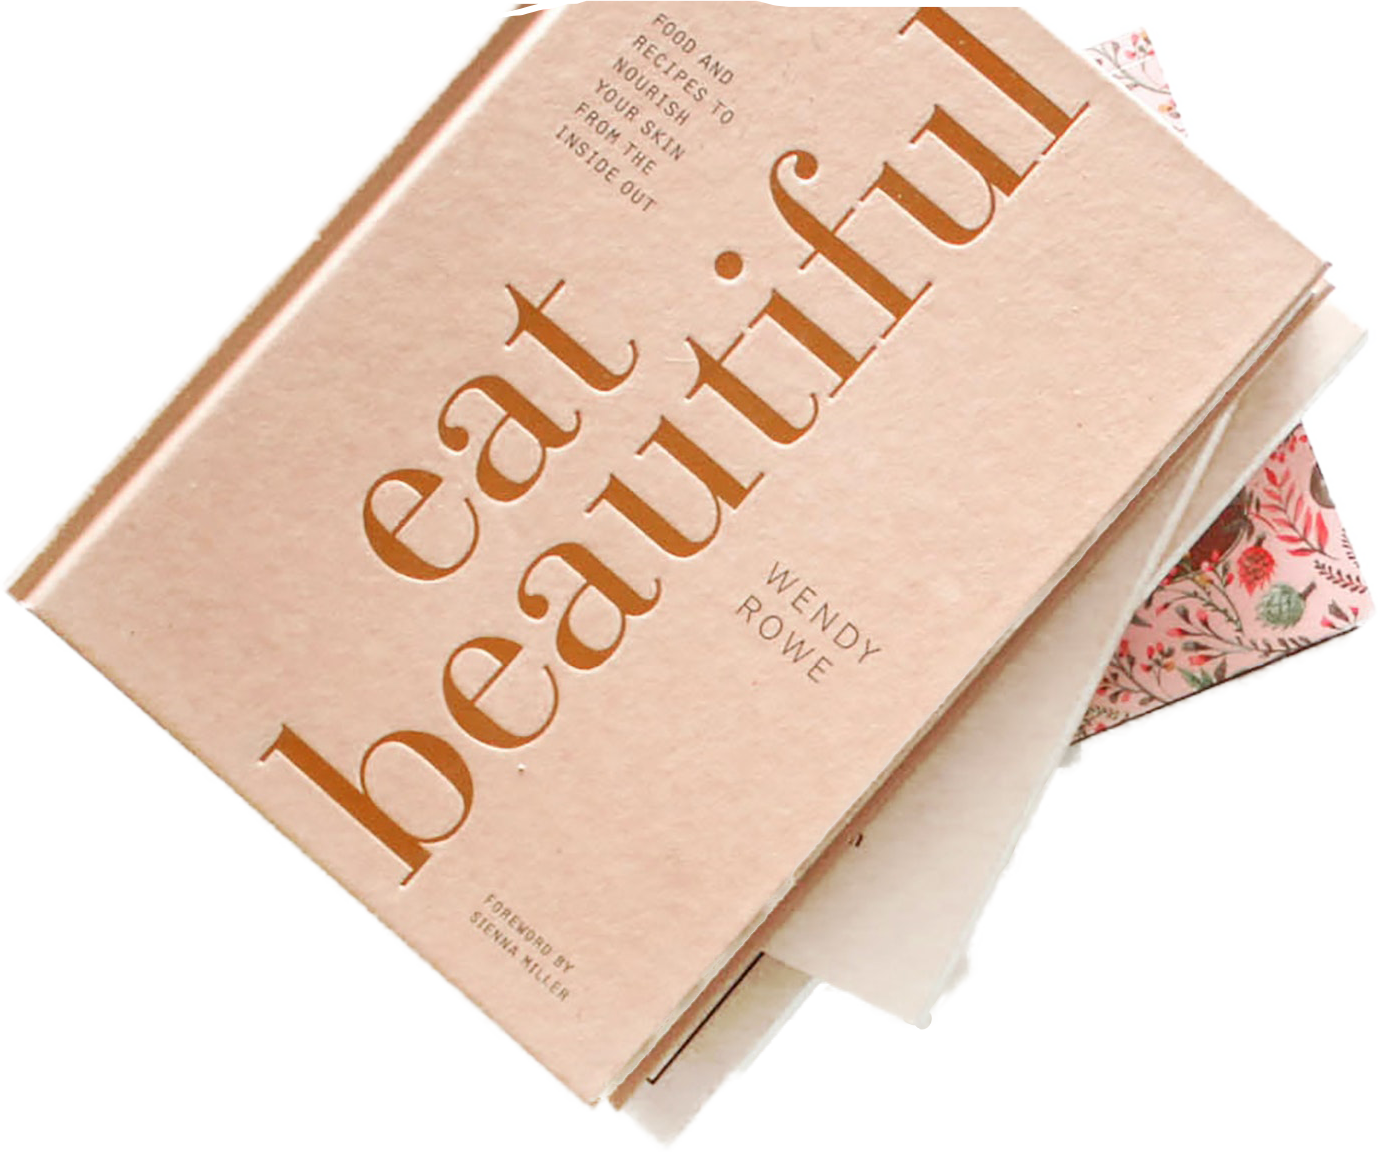 FOOD AND
RECIPES TO
NOURISH
YOUR SKIN
FROM THE
INSIDE OUT
eat
beautiful
WENDY
ROWE
FOREWORD BY
SIENNA MILLER